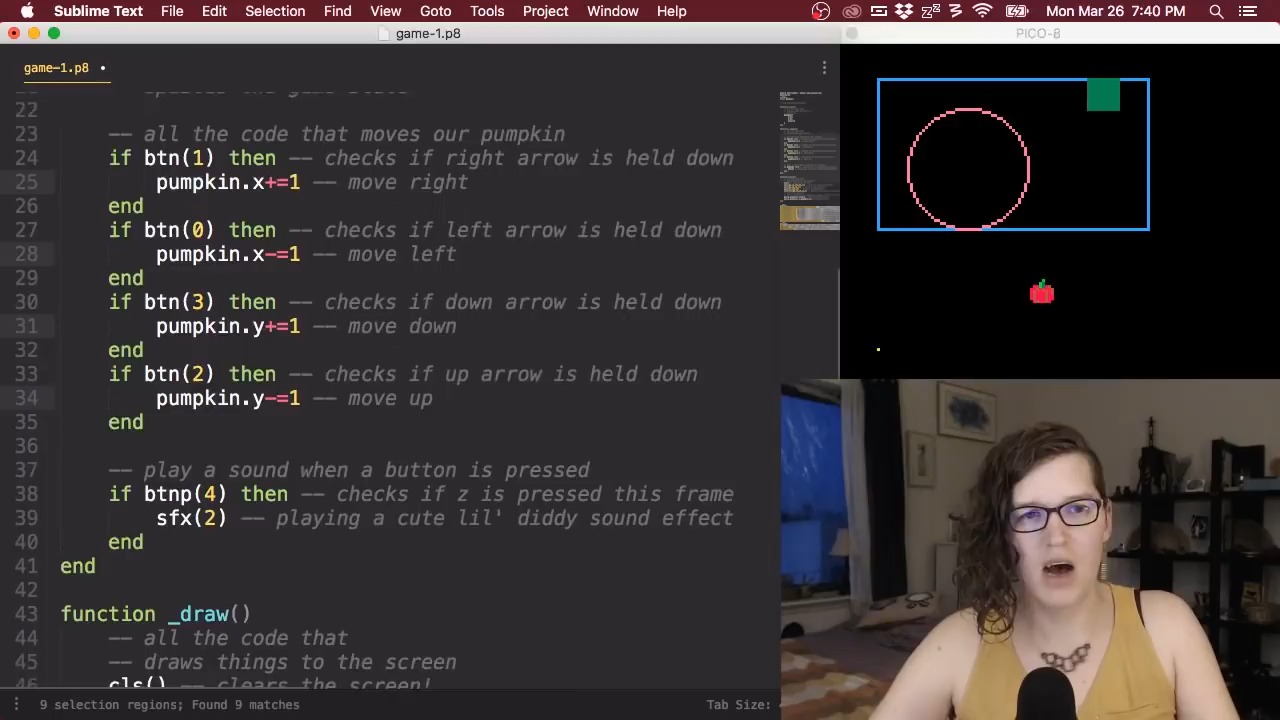 Sublime Text File Edit Selection Find View Goto Tools Project Window Help Mon Mar 26 7:40 PM
game-1.p8
PICO-8
game-1.p8
22
23 -- all the code that moves our pumpkin
24 if btn(1) then -- checks if right arrow is held down
25 pumpkin.x+=1 -- move right
26 end
27 if btn(0) then -- checks if left arrow is held down
28 pumpkin.x-=1 -- move left
29 end
30 if btn(3) then -- checks if down arrow is held down
31 pumpkin.y+=1 -- move down
32 end
33 if btn(2) then -- checks if up arrow is held down
34 pumpkin.y-=1 -- move up
35 end
36
37 -- play a sound when a button is pressed
38 if btnp(4) then -- checks if z is pressed this frame
39 sfx(2) -- playing a cute lil' diddy sound effect
40 end
41 end
42
43 function _draw()
44 -- all the code that
45 -- draws things to the screen
46 cls() -- clears the screen!
9 selection regions; Found 9 matches Tab Size: